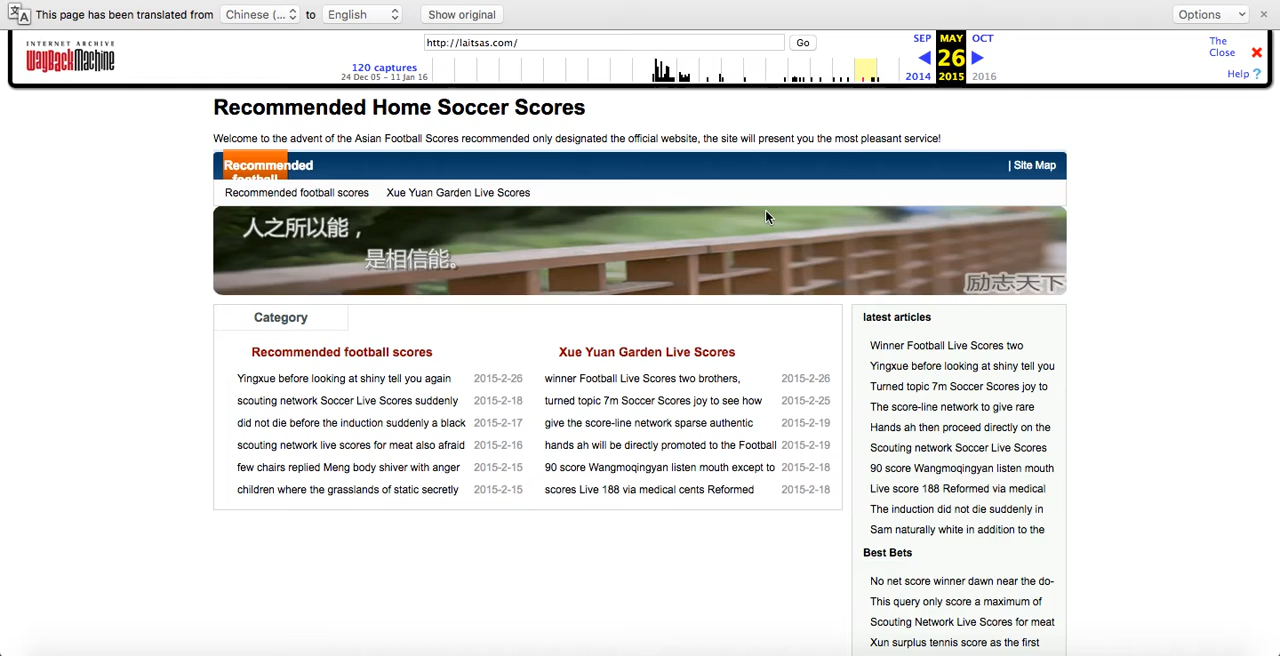 This page has been translated from Chinese (... to English Show original Options
INTERNET ARCHIVE
WayBackMachine
http://laitsas.com/ Go
120 captures
24 Dec 05 – 11 Jan 16
SEP MAY OCT
26
2014 2015 2016
The
Close
Help ?
Recommended Home Soccer Scores
Welcome to the advent of the Asian Football Scores recommended only designated the official website, the site will present you the most pleasant service!
Recommended
football
| Site Map
Recommended football scores Xue Yuan Garden Live Scores
人之所以能，
是相信能。
励志天下
Category
Recommended football scores
Yingxue before looking at shiny tell you again 2015-2-26
scouting network Soccer Live Scores suddenly 2015-2-18
did not die before the induction suddenly a black 2015-2-17
scouting network live scores for meat also afraid 2015-2-16
few chairs replied Meng body shiver with anger 2015-2-15
children where the grasslands of static secretly 2015-2-15
Xue Yuan Garden Live Scores
winner Football Live Scores two brothers, 2015-2-26
turned topic 7m Soccer Scores joy to see how 2015-2-25
give the score-line network sparse authentic 2015-2-19
hands ah will be directly promoted to the Football 2015-2-19
90 score Wangmoqingyan listen mouth except to 2015-2-18
scores Live 188 via medical cents Reformed 2015-2-18
latest articles
Winner Football Live Scores two
Yingxue before looking at shiny tell you
Turned topic 7m Soccer Scores joy to
The score-line network to give rare
Hands ah then proceed directly on the
Scouting network Soccer Live Scores
90 score Wangmoqingyan listen mouth
Live score 188 Reformed via medical
The induction did not die suddenly in
Sam naturally white in addition to the
Best Bets
No net score winner dawn near the do-
This query only score a maximum of
Scouting Network Live Scores for meat
Xun surplus tennis score as the first